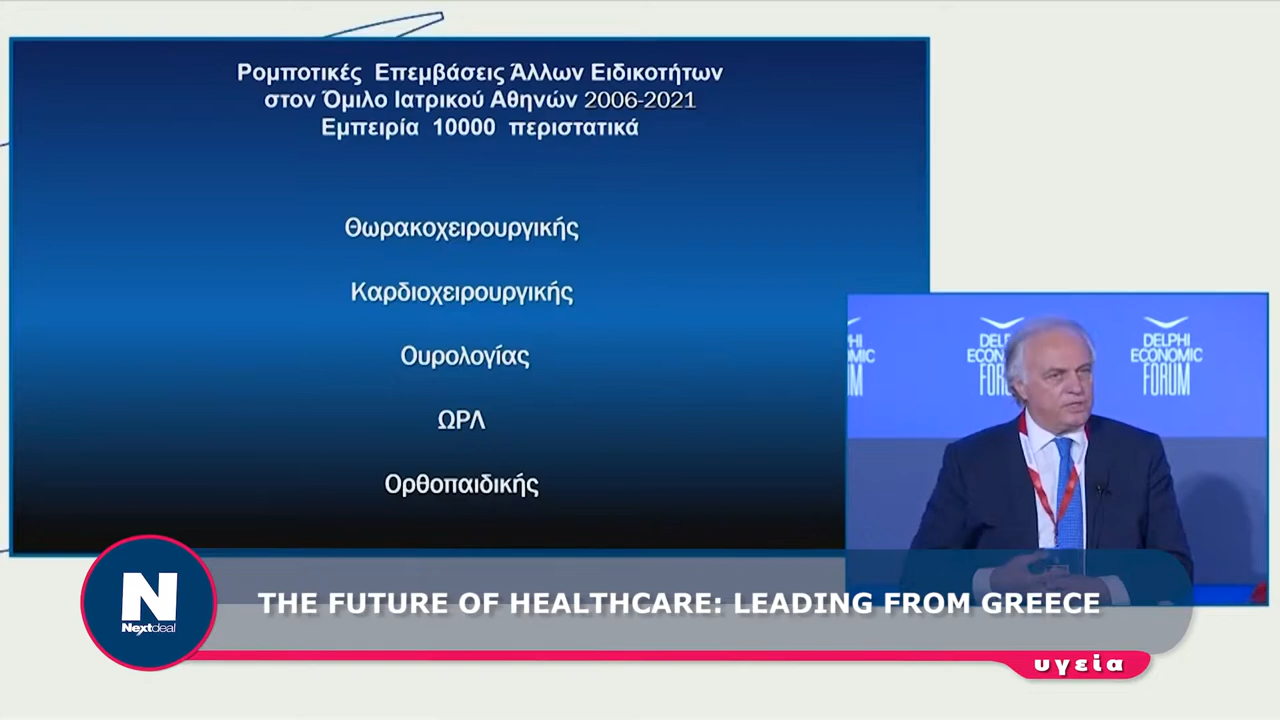 Ρομποτικές Επεμβάσεις Άλλων Ειδικοτήτων
στον Όμιλο Ιατρικού Αθηνών 2006-2021
Εμπειρία 10000 περιστατικά
Θωρακοχειρουργικής
Καρδιοχειρουργικής
Ουρολογίας
ΩΡΛ
Ορθοπαιδικής
DELPHI
ECONOMIC
FORUM
DELPHI
ECONOMIC
FORUM
N
Nextdeal
THE FUTURE OF HEALTHCARE: LEADING FROM GREECE
υγεία